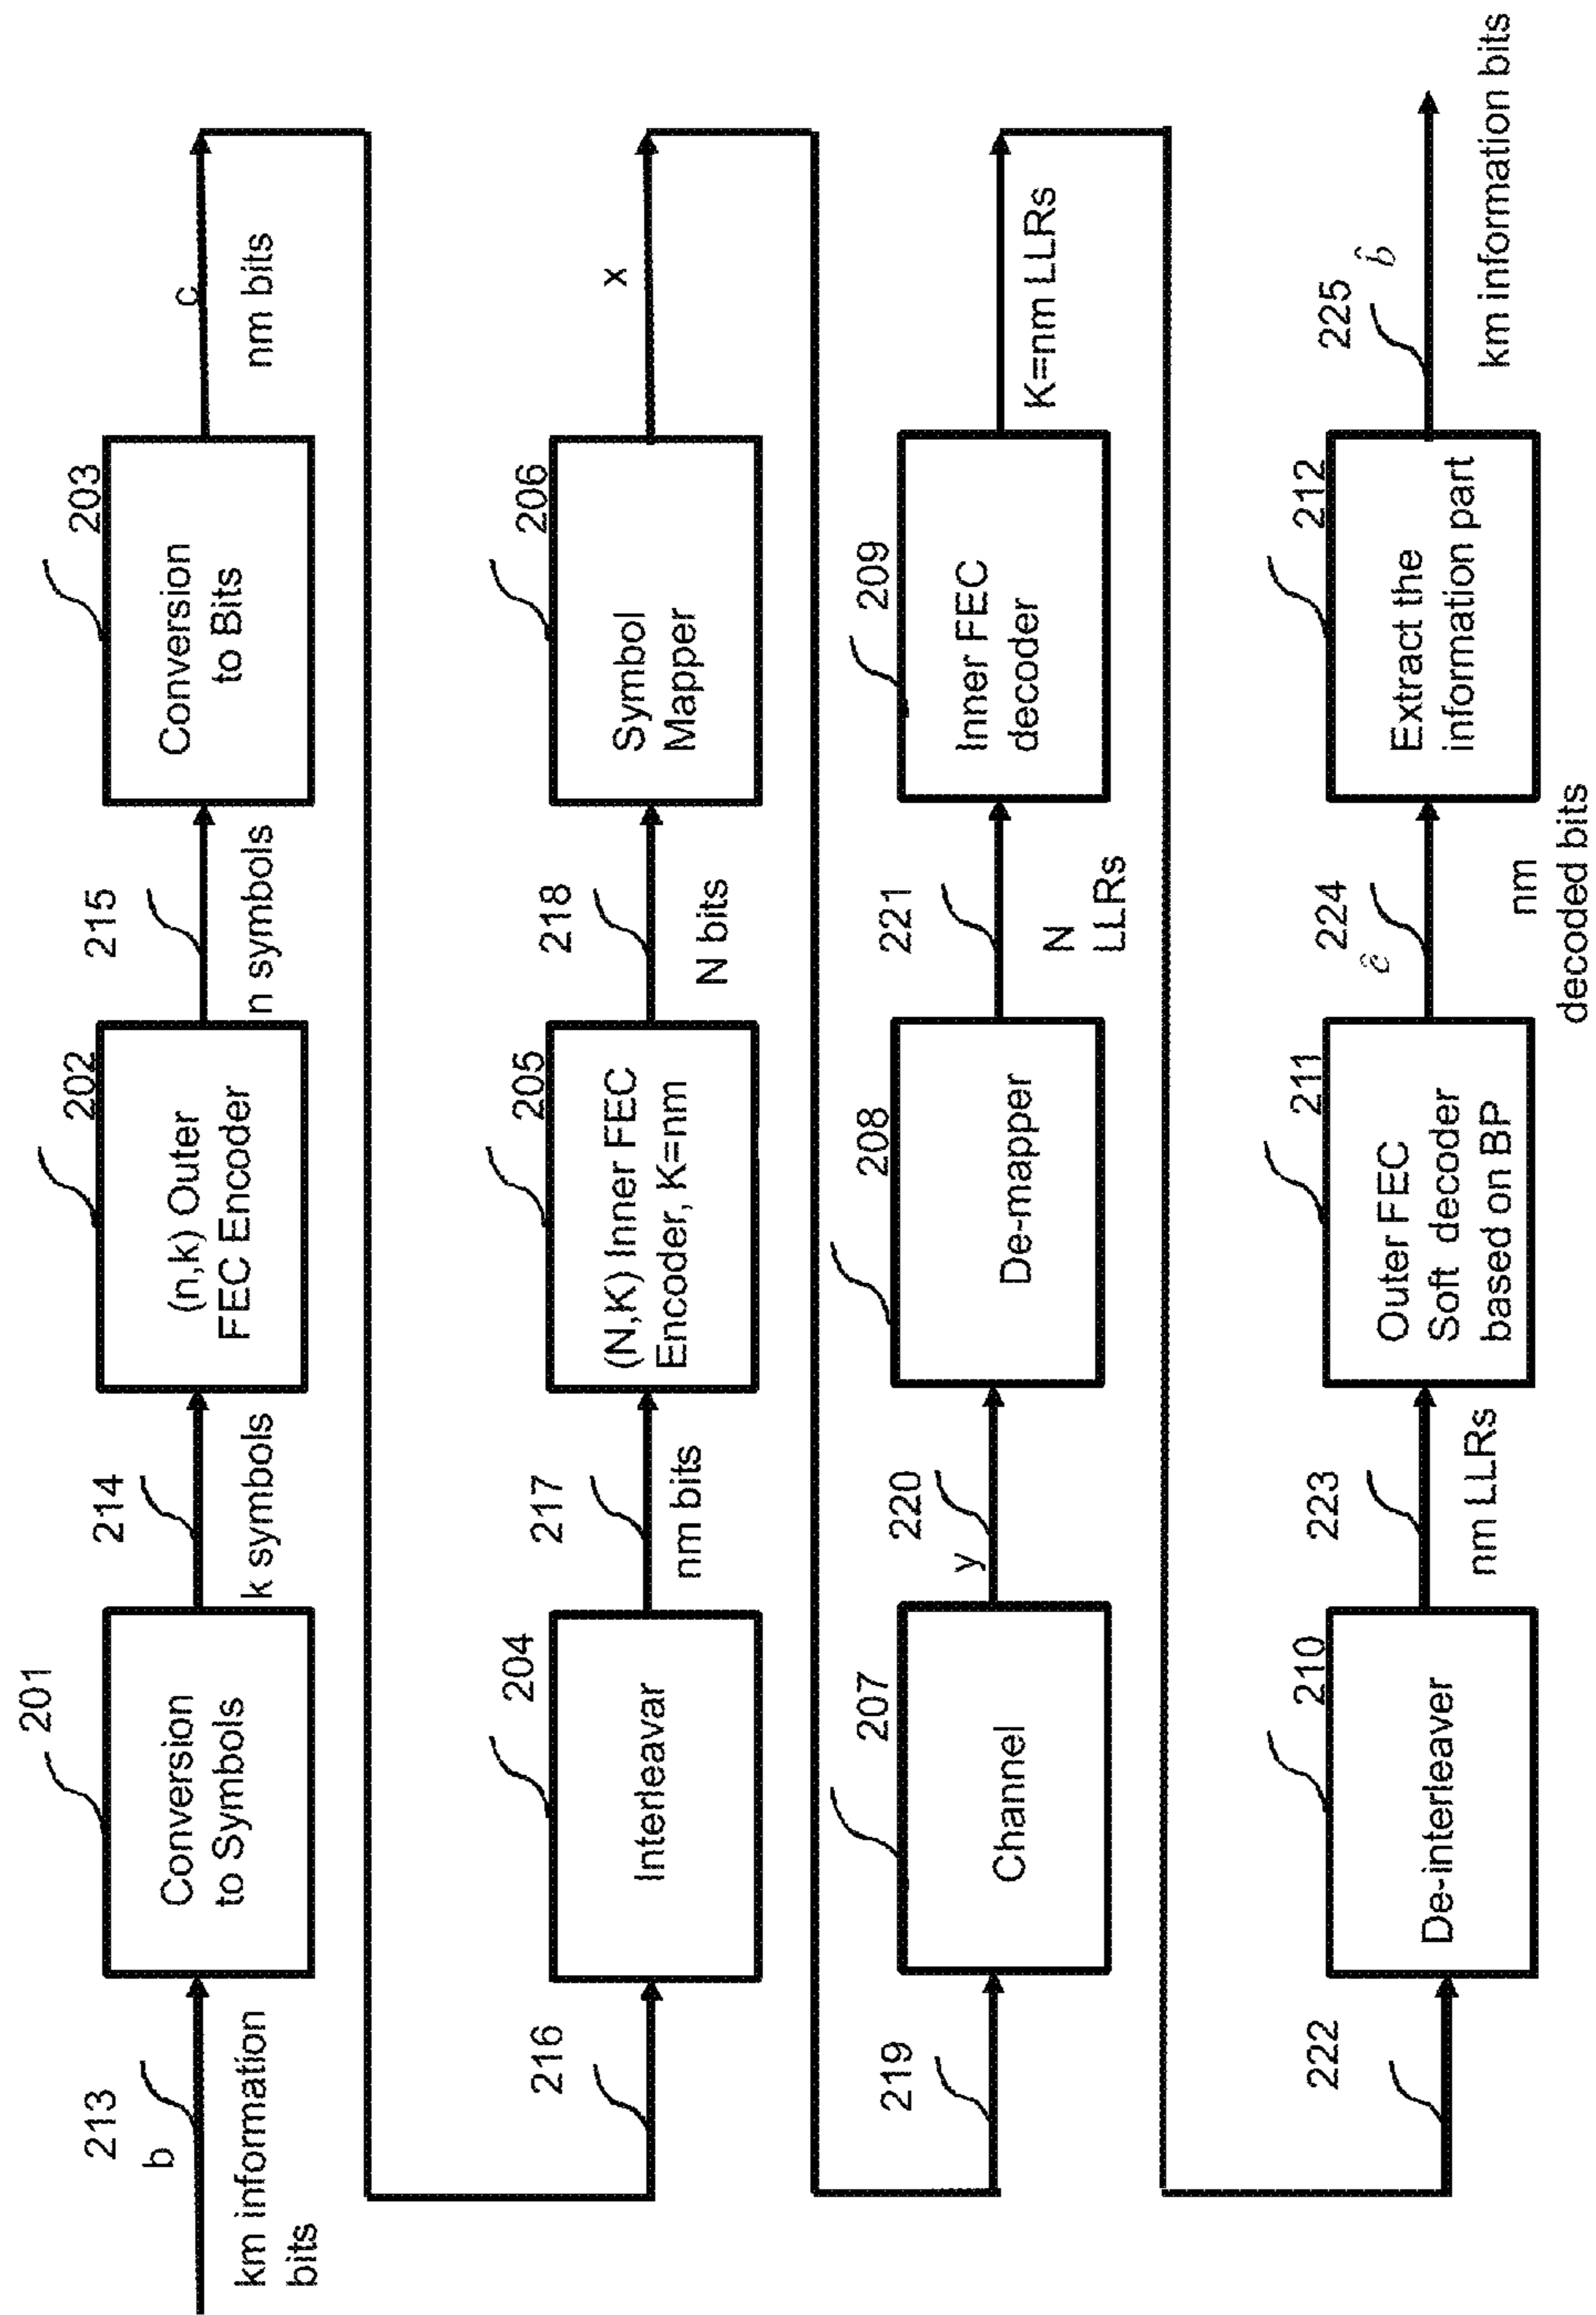 213
b
km information
bits
201
Conversion
to Symbols
214
k symbols
202
(n,k) Outer
FEC Encoder
215
n symbols
203
Conversion
to Bits
c
nm bits
216
204
Interleavar
217
nm bits
205
(N,K) Inner FEC
Encoder, K=nm
218
N bits
206
Symbol
Mapper
x
219
207
Channel
220
y
208
De-mapper
221
N
LLRs
209
Inner FEC
decoder
K=nm LLRs
222
210
De-interleaver
223
nm LLRs
211
Outer FEC
Soft decoder
based on BP
224
ĉ
nm
decoded bits
212
Extract the
information part
225
b̂
km information bits